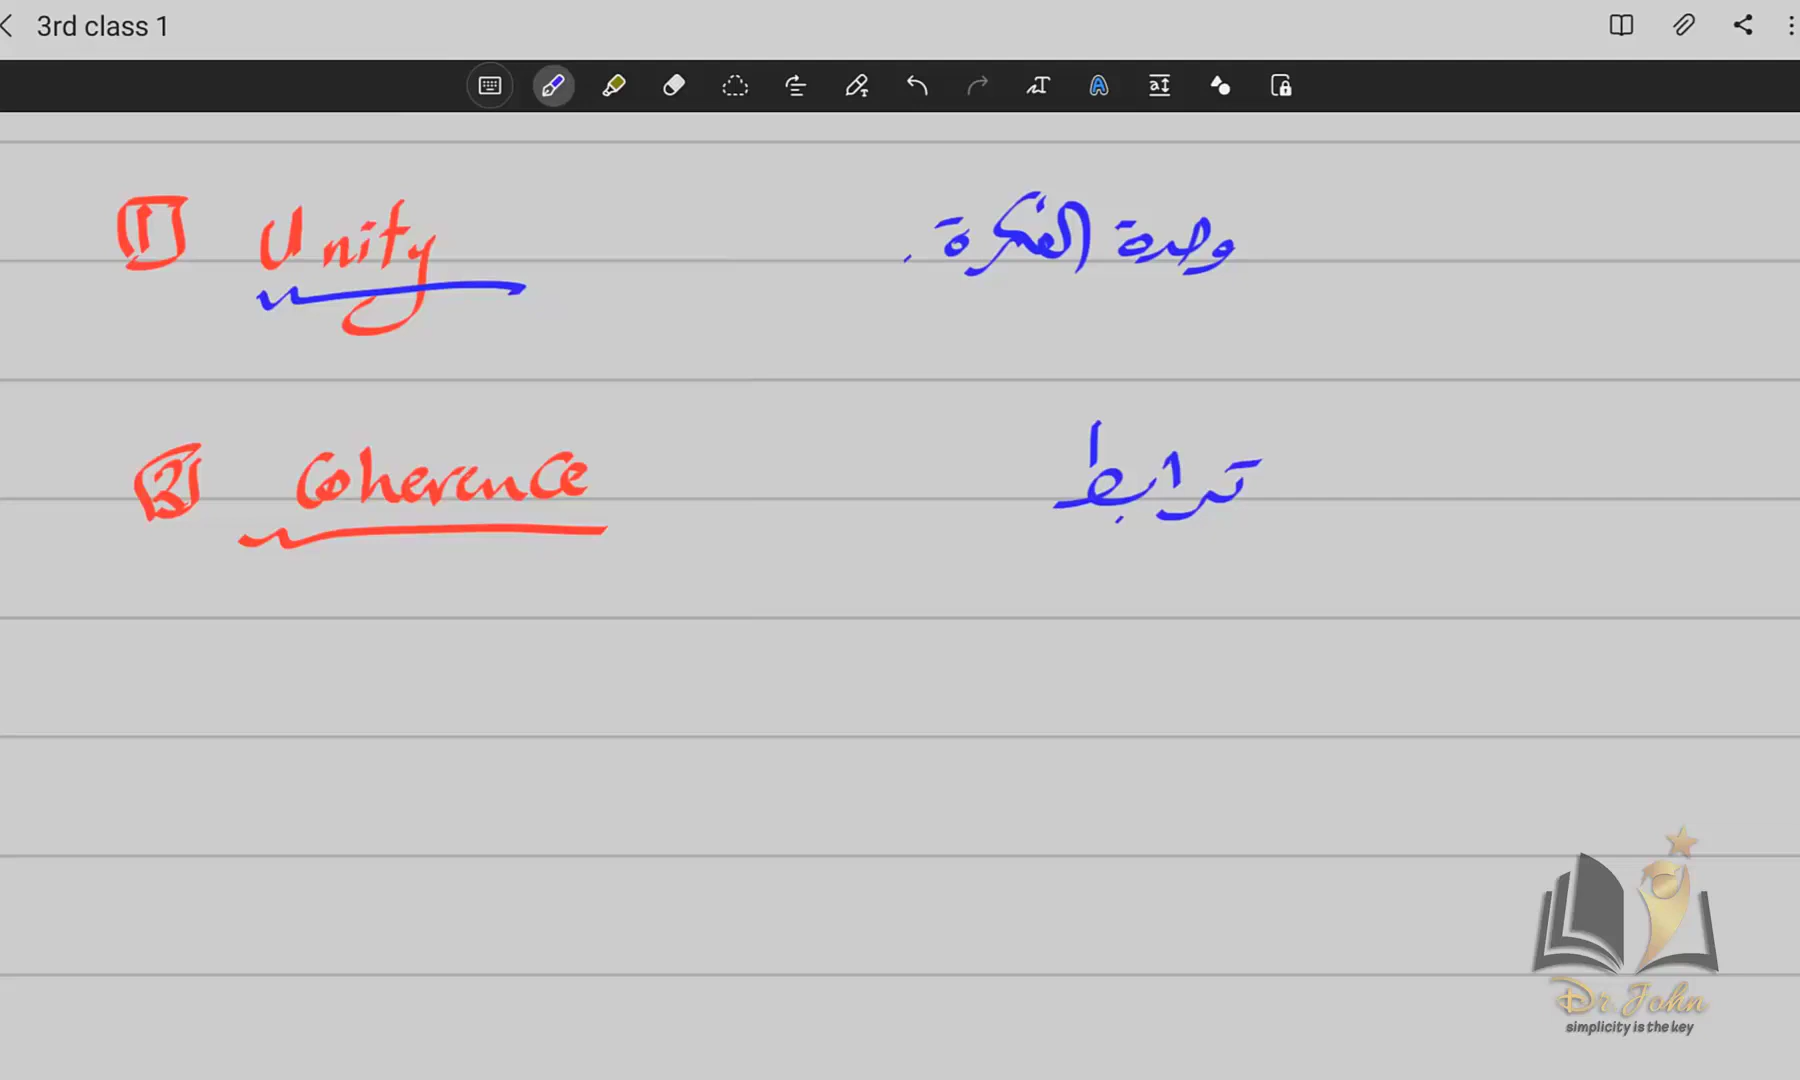 3rd class 1
1 Unity وحدة الفكرة .
2 Coherence ترابط
Dr John
simplicity is the key